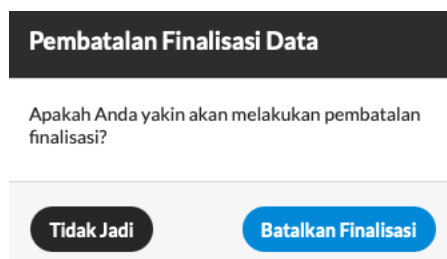 Pembatalan Finalisasi Data
Apakah Anda yakin akan melakukan pembatalan
finalisasi?
Tidak Jadi
Batalkan Finalisasi